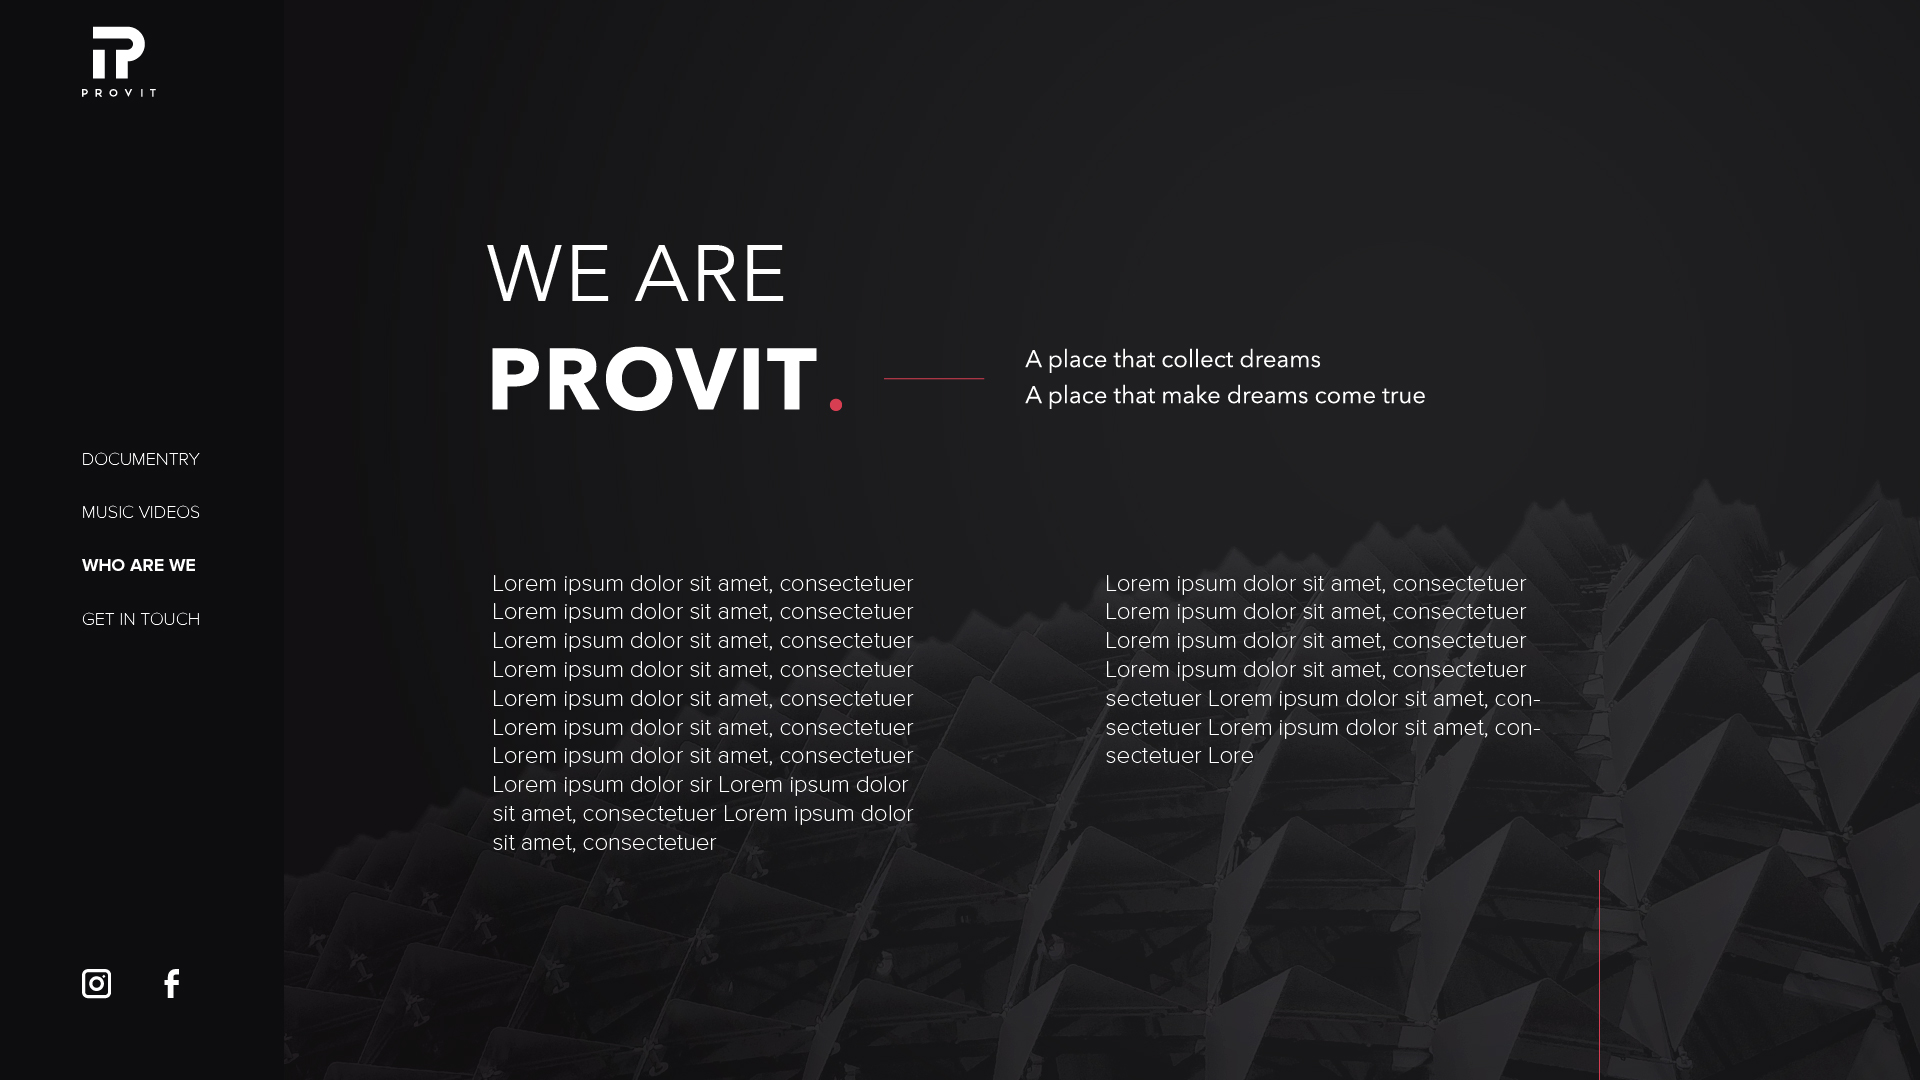 PROVIT
DOCUMENTRY
MUSIC VIDEOS
WHO ARE WE
GET IN TOUCH
WE ARE
PROVIT.
A place that collect dreams
A place that make dreams come true
Lorem ipsum dolor sit amet, consectetuer
Lorem ipsum dolor sit amet, consectetuer
Lorem ipsum dolor sit amet, consectetuer
Lorem ipsum dolor sit amet, consectetuer
Lorem ipsum dolor sit amet, consectetuer
Lorem ipsum dolor sit amet, consectetuer
Lorem ipsum dolor sit amet, consectetuer
Lorem ipsum dolor sir Lorem ipsum dolor
sit amet, consectetuer Lorem ipsum dolor
sit amet, consectetuer
Lorem ipsum dolor sit amet, consectetuer
Lorem ipsum dolor sit amet, consectetuer
Lorem ipsum dolor sit amet, consectetuer
Lorem ipsum dolor sit amet, consectetuer
sectetuer Lorem ipsum dolor sit amet, con-
sectetuer Lorem ipsum dolor sit amet, con-
sectetuer Lore